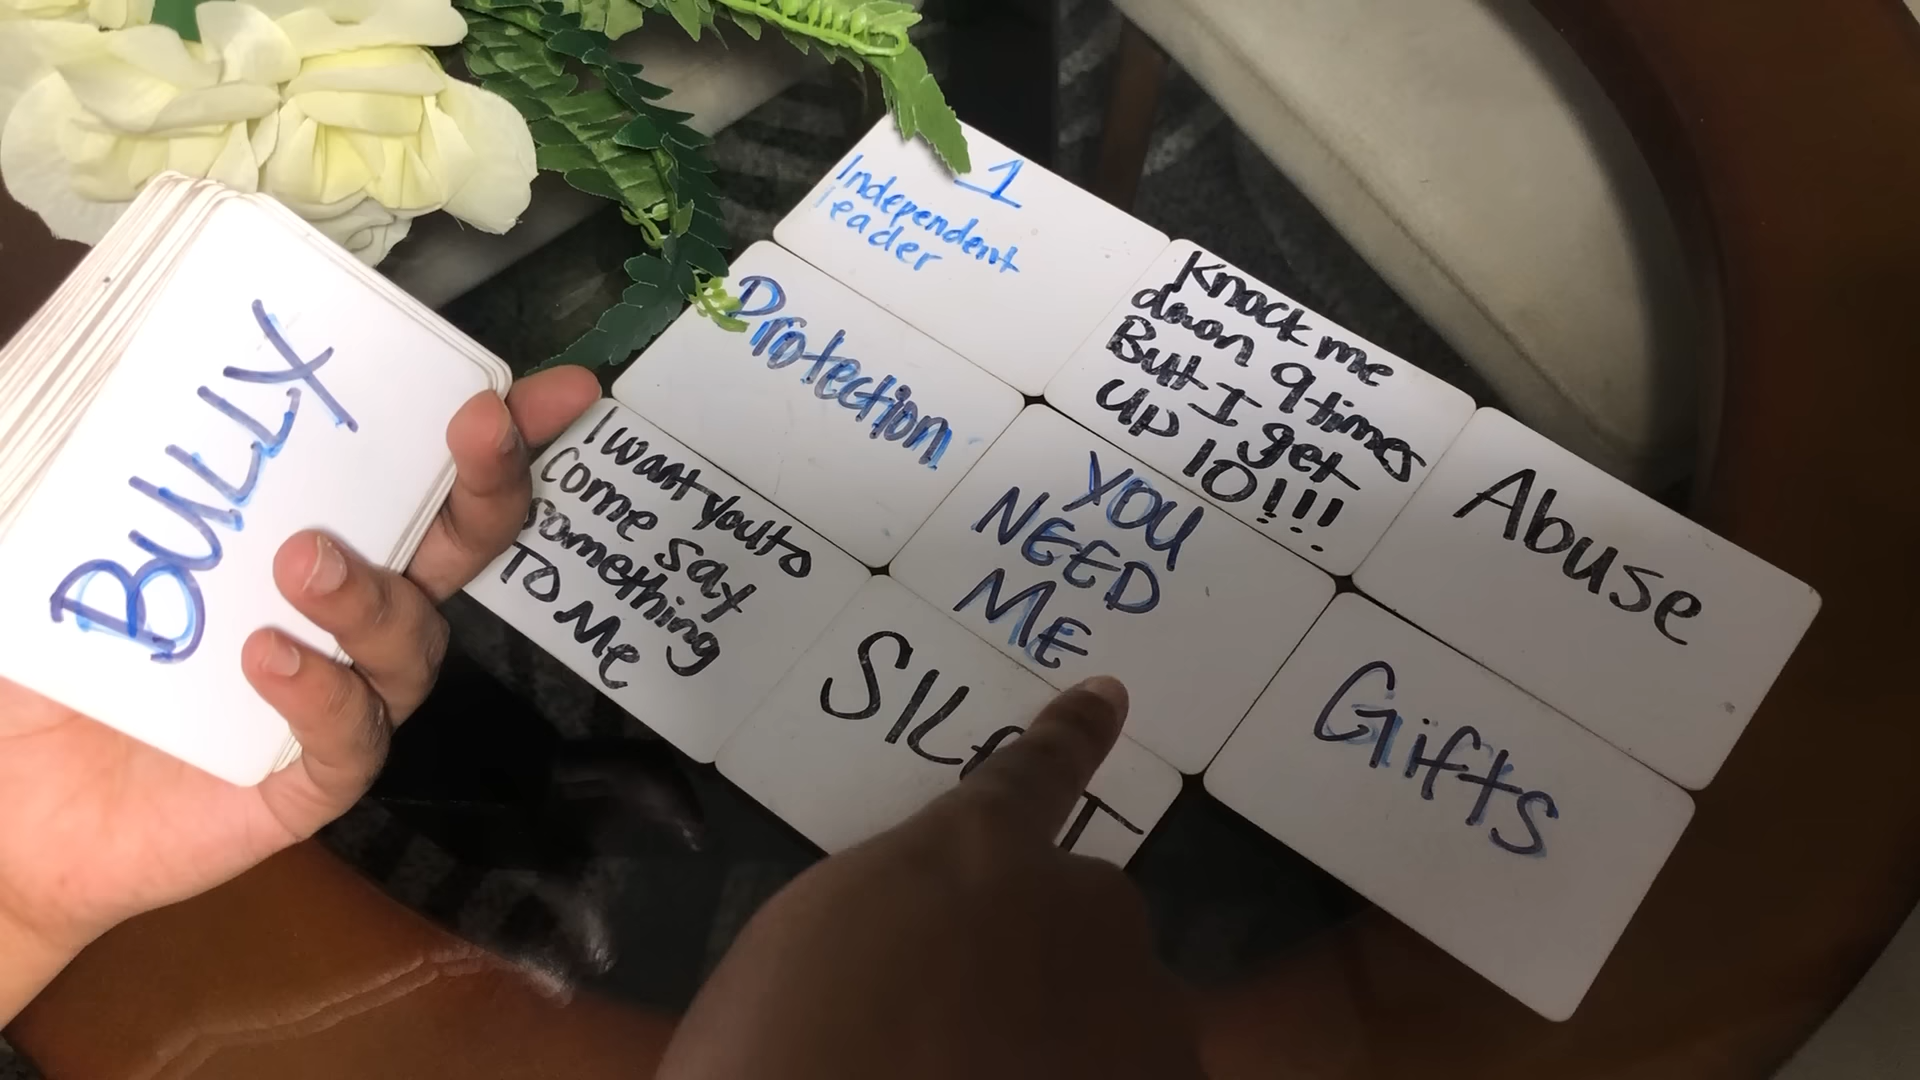 BULLY
1
Independent
leader
Protection
Knock me
down 9 times
But I get
up 10!!!
Abuse
I want you to
come say
something
To Me
YOU
NEED
ME
Gifts